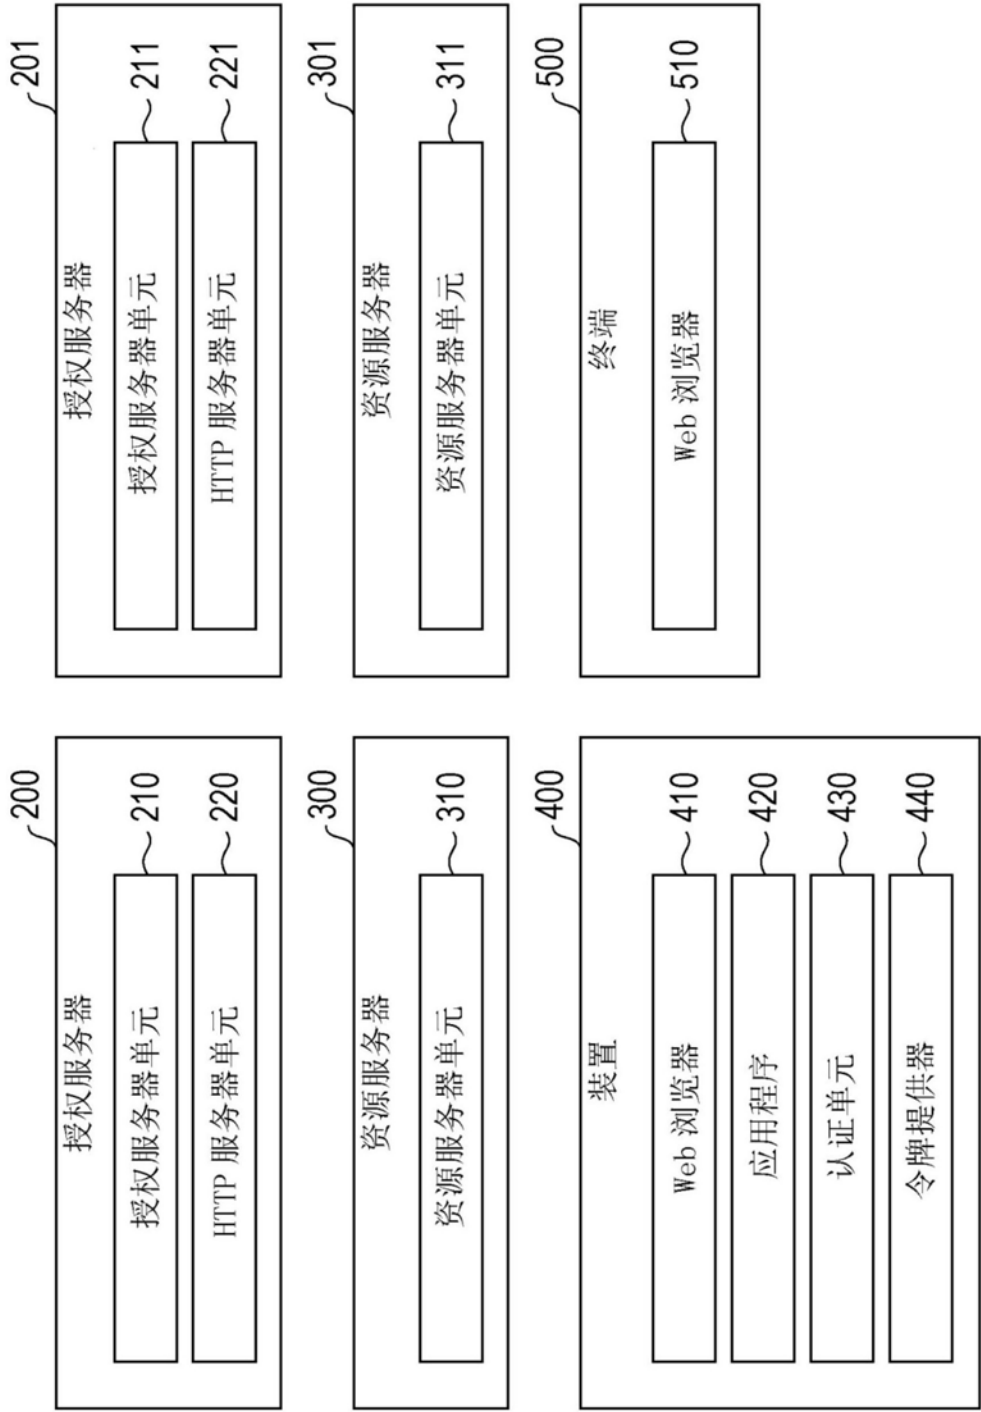 200
授权服务器
授权服务器单元
210
HTTP 服务器单元
220
300
资源服务器
资源服务器单元
310
400
装置
Web 浏览器
410
应用程序
420
认证单元
430
令牌提供器
440
201
授权服务器
授权服务器单元
211
HTTP 服务器单元
221
301
资源服务器
资源服务器单元
311
500
终端
Web 浏览器
510